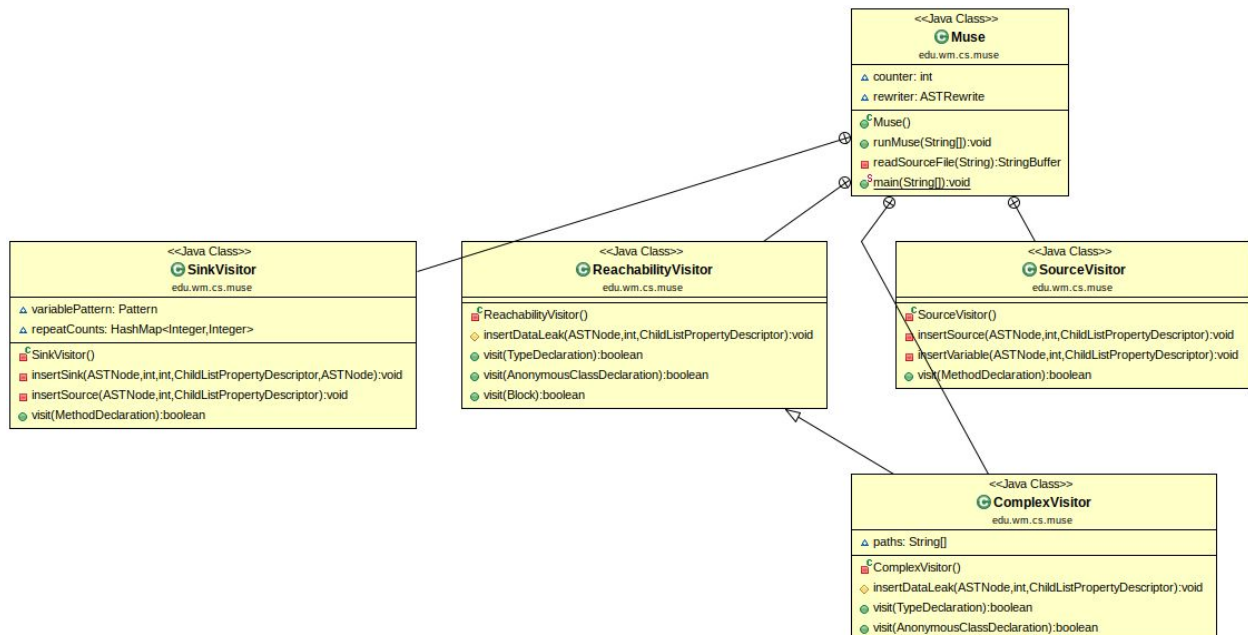 <<Java Class>>
Muse
edu.wm.cs.muse
counter: int
rewriter: ASTRewrite
Muse()
runMuse(String[]):void
readSourceFile(String):StringBuffer
main(String[]):void
<<Java Class>>
SinkVisitor
edu.wm.cs.muse
variablePattern: Pattern
repeatCounts: HashMap<Integer,Integer>
SinkVisitor()
insertSink(ASTNode,int,int,ChildListPropertyDescriptor,ASTNode):void
insertSource(ASTNode,int,ChildListPropertyDescriptor):void
visit(MethodDeclaration):boolean
<<Java Class>>
ReachabilityVisitor
edu.wm.cs.muse
ReachabilityVisitor()
insertDataLeak(ASTNode,int,ChildListPropertyDescriptor):void
visit(TypeDeclaration):boolean
visit(AnonymousClassDeclaration):boolean
visit(Block):boolean
<<Java Class>>
SourceVisitor
edu.wm.cs.muse
SourceVisitor()
insertSource(ASTNode,int,ChildListPropertyDescriptor):void
insertVariable(ASTNode,int,ChildListPropertyDescriptor):void
visit(MethodDeclaration):boolean
<<Java Class>>
ComplexVisitor
edu.wm.cs.muse
paths: String[]
ComplexVisitor()
insertDataLeak(ASTNode,int,ChildListPropertyDescriptor):void
visit(TypeDeclaration):boolean
visit(AnonymousClassDeclaration):boolean